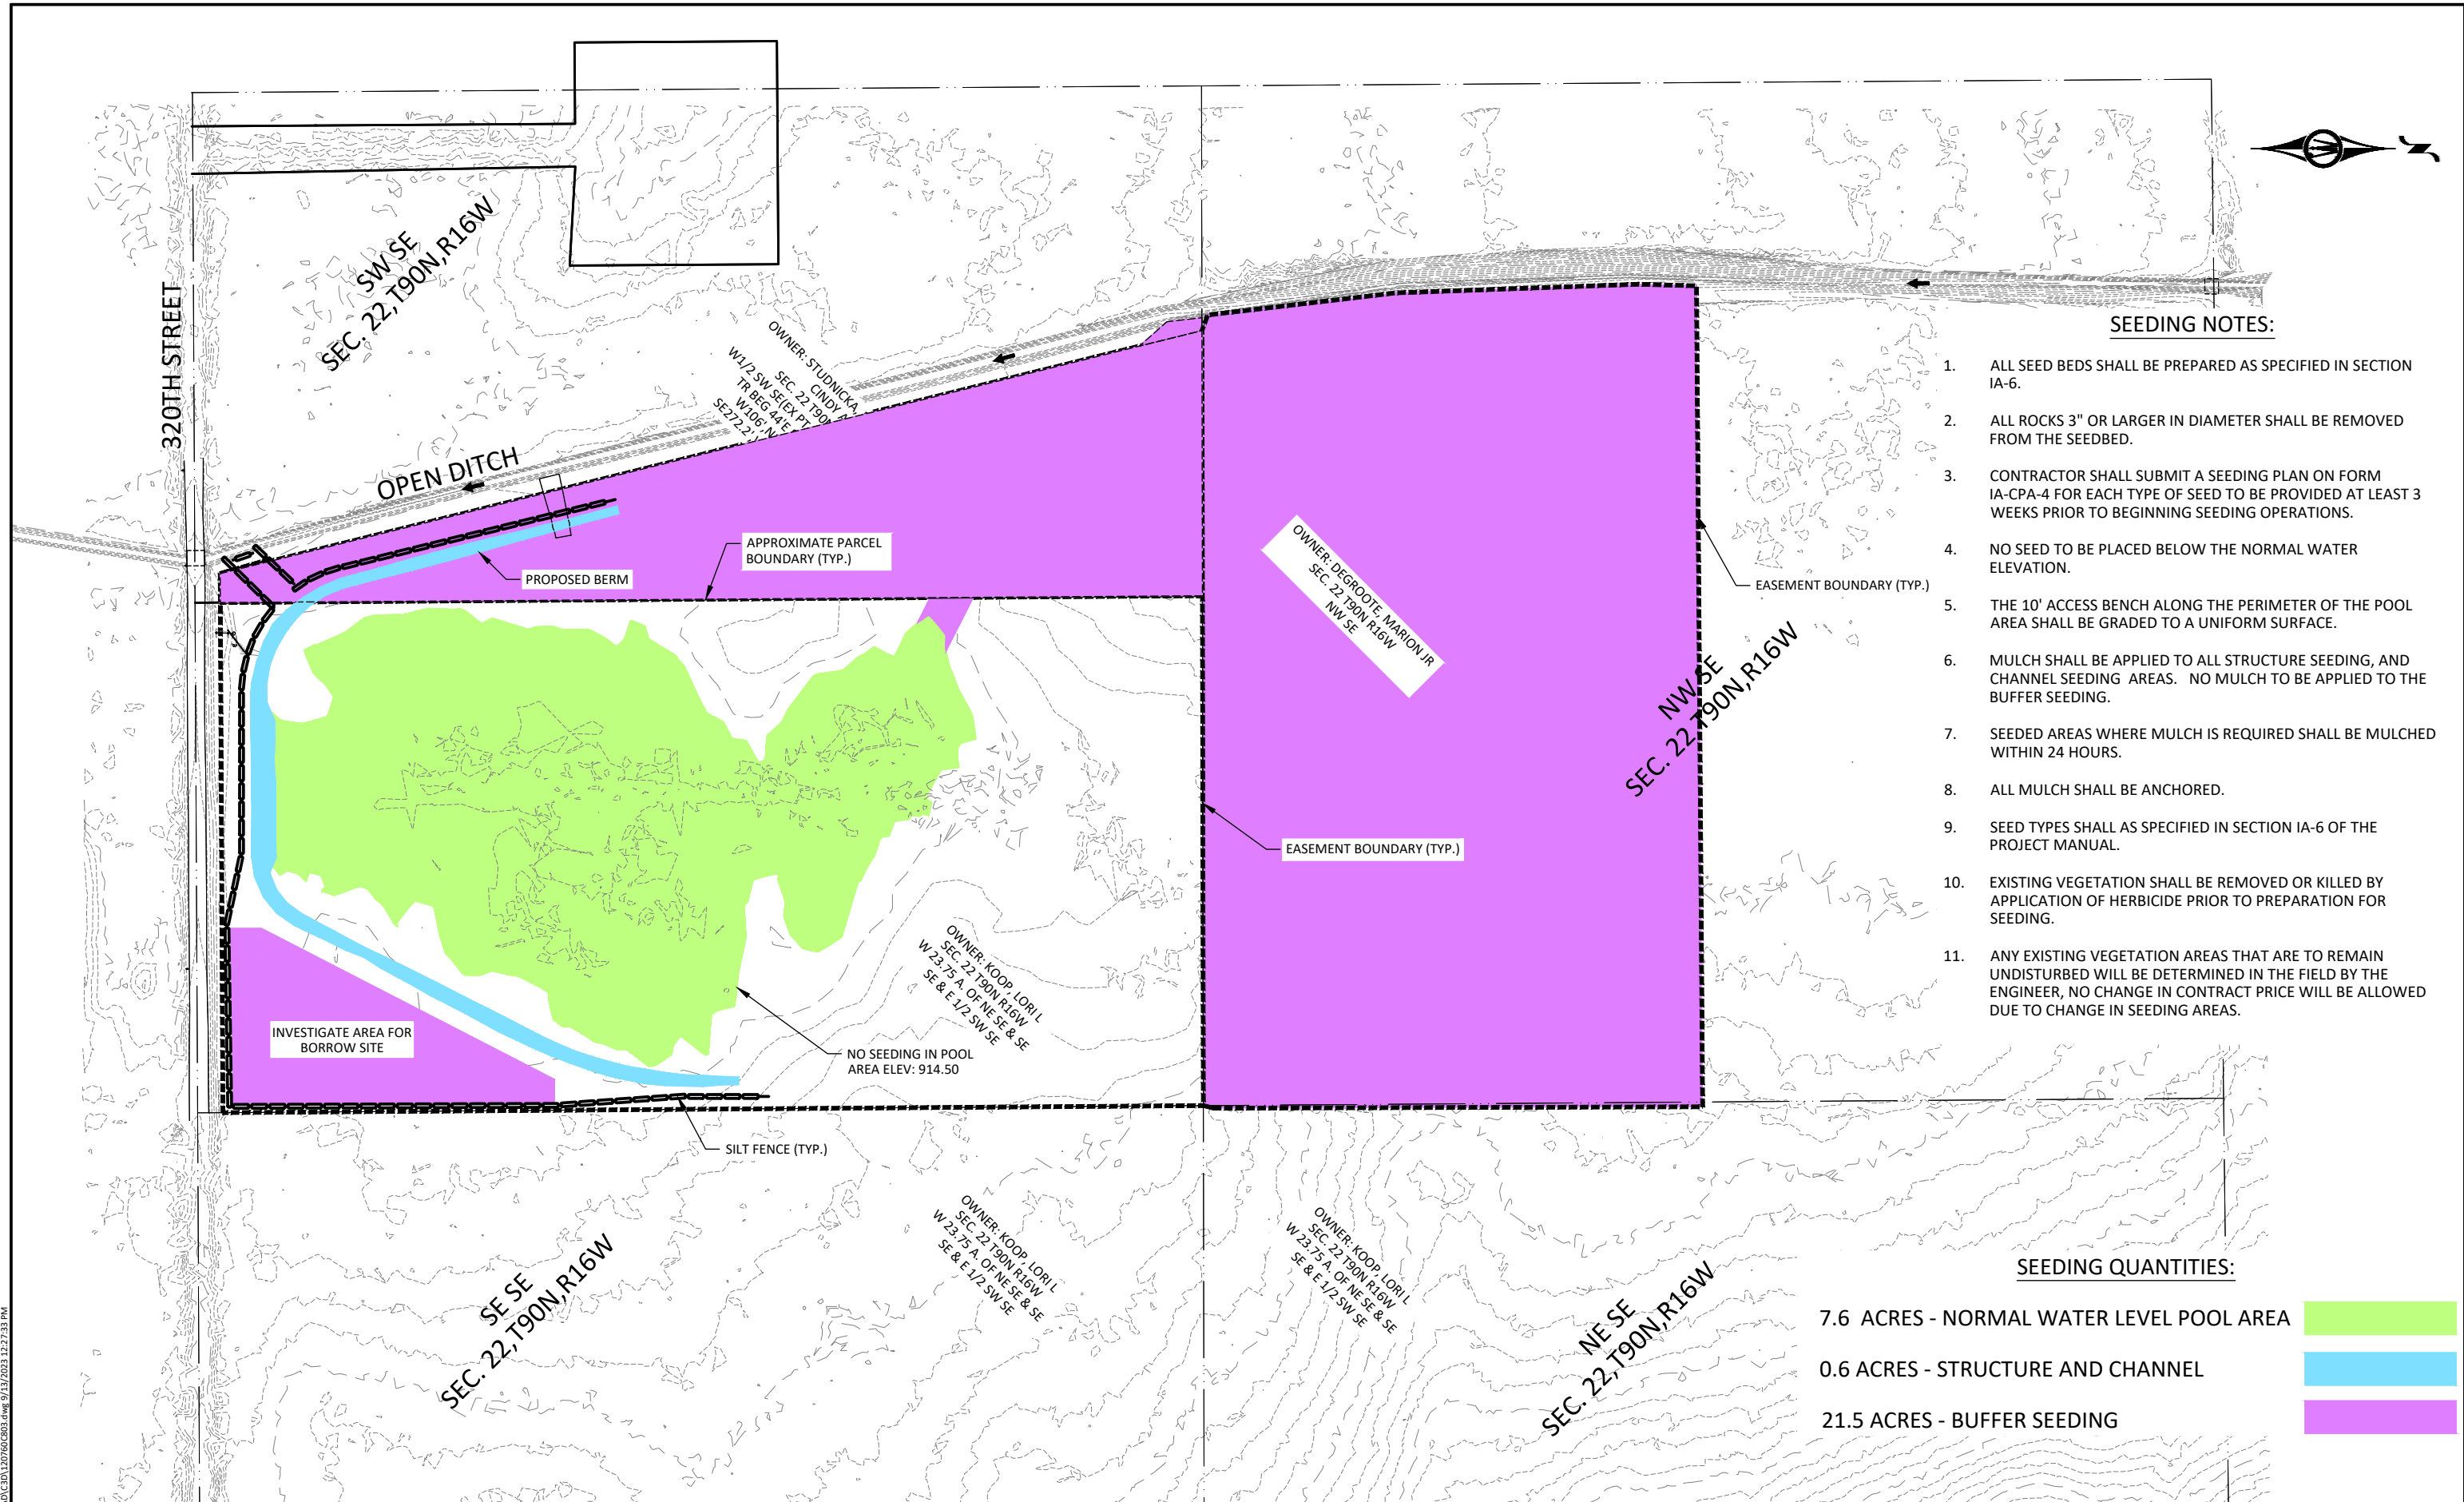 SW SE
SEC. 22,T90N,R16W
320TH STREET
OPEN DITCH
OWNER: STUDNICKA,
CINDY A
SEC. 22 T90N
W1/2 SW SE(EX PT
TR BEG 44'E
W106', N
SE272.2',
PROPOSED BERM
APPROXIMATE PARCEL
BOUNDARY (TYP.)
OWNER: DEGROOTE, MARION JR
SEC. 22 T90N R16W
NW SE
EASEMENT BOUNDARY (TYP.)
NW SE
SEC. 22,T90N,R16W
EASEMENT BOUNDARY (TYP.)
OWNER: KOOP, LORI L
SEC. 22 T90N R16W
W 23.75 A. OF NE SE & SE
SE & E 1/2 SW SE
INVESTIGATE AREA FOR
BORROW SITE
NO SEEDING IN POOL
AREA ELEV: 914.50
SILT FENCE (TYP.)
OWNER: KOOP, LORI L
SEC. 22 T90N R16W
W 23.75 A. OF NE SE & SE
SE & E 1/2 SW SE
OWNER: KOOP, LORI L
SEC. 22 T90N R16W
W 23.75 A. OF NE SE & SE
SE & E 1/2 SW SE
SE SE
SEC. 22,T90N,R16W
NE SE
SEC. 22,T90N,R16W
N
SEEDING NOTES:
1. ALL SEED BEDS SHALL BE PREPARED AS SPECIFIED IN SECTION
IA-6.
2. ALL ROCKS 3" OR LARGER IN DIAMETER SHALL BE REMOVED
FROM THE SEEDBED.
3. CONTRACTOR SHALL SUBMIT A SEEDING PLAN ON FORM
IA-CPA-4 FOR EACH TYPE OF SEED TO BE PROVIDED AT LEAST 3
WEEKS PRIOR TO BEGINNING SEEDING OPERATIONS.
4. NO SEED TO BE PLACED BELOW THE NORMAL WATER
ELEVATION.
5. THE 10' ACCESS BENCH ALONG THE PERIMETER OF THE POOL
AREA SHALL BE GRADED TO A UNIFORM SURFACE.
6. MULCH SHALL BE APPLIED TO ALL STRUCTURE SEEDING, AND
CHANNEL SEEDING AREAS. NO MULCH TO BE APPLIED TO THE
BUFFER SEEDING.
7. SEEDED AREAS WHERE MULCH IS REQUIRED SHALL BE MULCHED
WITHIN 24 HOURS.
8. ALL MULCH SHALL BE ANCHORED.
9. SEED TYPES SHALL AS SPECIFIED IN SECTION IA-6 OF THE
PROJECT MANUAL.
10. EXISTING VEGETATION SHALL BE REMOVED OR KILLED BY
APPLICATION OF HERBICIDE PRIOR TO PREPARATION FOR
SEEDING.
11. ANY EXISTING VEGETATION AREAS THAT ARE TO REMAIN
UNDISTURBED WILL BE DETERMINED IN THE FIELD BY THE
ENGINEER, NO CHANGE IN CONTRACT PRICE WILL BE ALLOWED
DUE TO CHANGE IN SEEDING AREAS.
SEEDING QUANTITIES:
7.6 ACRES - NORMAL WATER LEVEL POOL AREA
0.6 ACRES - STRUCTURE AND CHANNEL
21.5 ACRES - BUFFER SEEDING
\C3D\120760C803.dwg 9/13/2023 12:27:33 PM